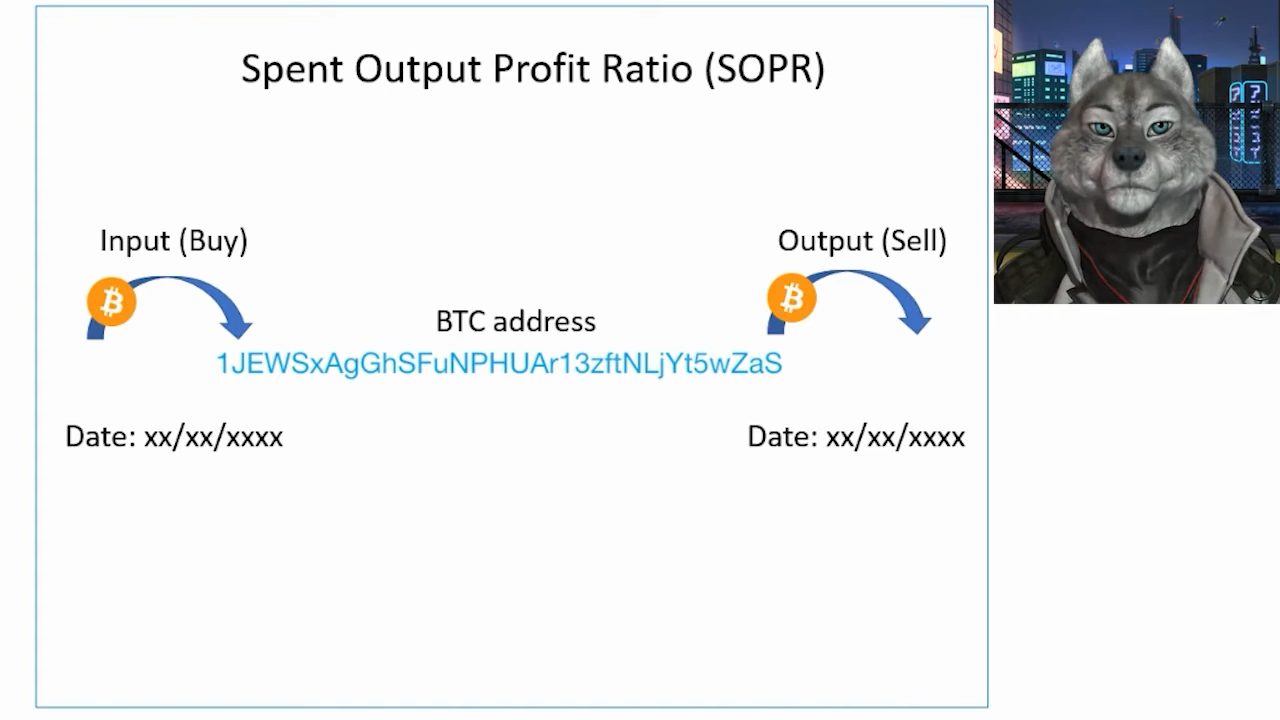 Spent Output Profit Ratio (SOPR)
Input (Buy)
Output (Sell)
BTC address
1JEWSxAgGhSFuNPHUAr13zftNLjYt5wZaS
Date: xx/xx/xxxx
Date: xx/xx/xxxx